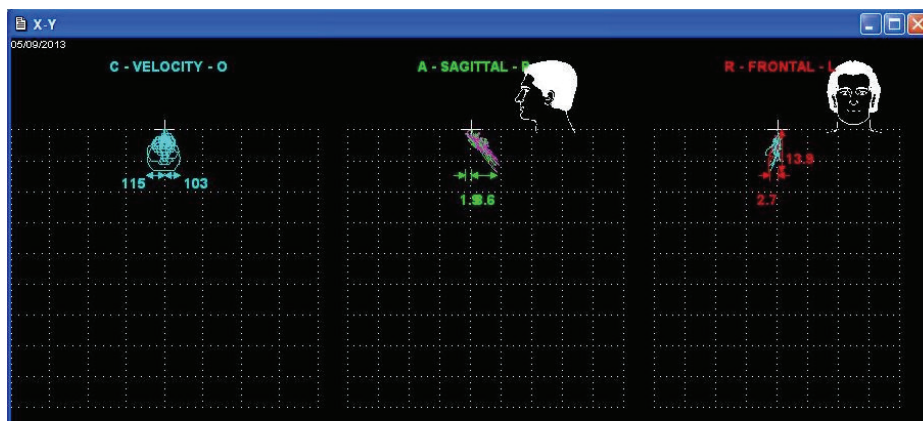 X-Y
05/09/2013
C - VELOCITY - O
A - SAGITTAL -
R - FRONTAL - L
13.9
115
103
2.7